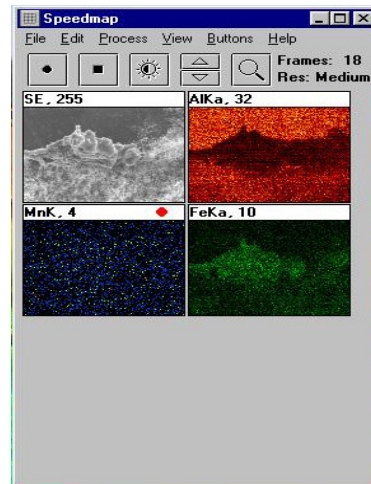 Speedmap
File Edit Process View Buttons Help
Frames: 18
Res: Medium
SE, 255
AlKa, 32
MnK, 4
FeKa, 10